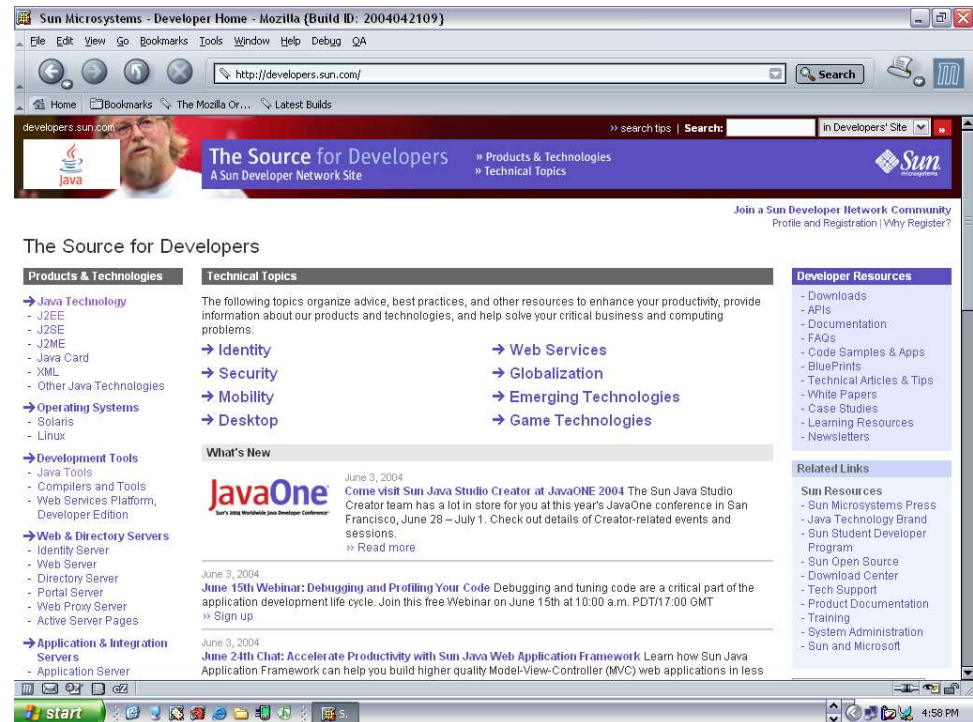 Sun Microsystems - Developer Home - Mozilla {Build ID: 2004042109}
File Edit View Go Bookmarks Tools Window Help Debug QA
http://developers.sun.com/
Search
Home Bookmarks The Mozilla Or... Latest Builds
developers.sun.com
» search tips | Search:
in Developers' Site
Java
The Source for Developers
A Sun Developer Network Site
» Products & Technologies
» Technical Topics
Sun
microsystems
Join a Sun Developer Network Community
Profile and Registration | Why Register?
The Source for Developers
Products & Technologies
→ Java Technology
- J2EE
- J2SE
- J2ME
- Java Card
- XML
- Other Java Technologies
→ Operating Systems
- Solaris
- Linux
→ Development Tools
- Java Tools
- Compilers and Tools
- Web Services Platform,
Developer Edition
→ Web & Directory Servers
- Identity Server
- Web Server
- Directory Server
- Portal Server
- Web Proxy Server
- Active Server Pages
→ Application & Integration
Servers
- Application Server
Technical Topics
The following topics organize advice, best practices, and other resources to enhance your productivity, provide
information about our products and technologies, and help solve your critical business and computing
problems.
→ Identity
→ Security
→ Mobility
→ Desktop
→ Web Services
→ Globalization
→ Emerging Technologies
→ Game Technologies
What's New
JavaOne
Sun's 2004 Worldwide Java Developer Conference
June 3, 2004
Come visit Sun Java Studio Creator at JavaONE 2004 The Sun Java Studio
Creator team has a lot in store for you at this year's JavaOne conference in San
Francisco, June 28 – July 1. Check out details of Creator-related events and
sessions.
» Read more
June 3, 2004
June 15th Webinar: Debugging and Profiling Your Code Debugging and tuning code are a critical part of the
application development life cycle. Join this free Webinar on June 15th at 10:00 a.m. PDT/17:00 GMT
» Sign up
June 3, 2004
June 24th Chat: Accelerate Productivity with Sun Java Web Application Framework Learn how Sun Java
Application Framework can help you build higher quality Model-View-Controller (MVC) web applications in less
Developer Resources
- Downloads
- APIs
- Documentation
- FAQs
- Code Samples & Apps
- BluePrints
- Technical Articles & Tips
- White Papers
- Case Studies
- Learning Resources
- Newsletters
Related Links
Sun Resources
- Sun Microsystems Press
- Java Technology Brand
- Sun Student Developer
Program
- Sun Open Source
- Download Center
- Tech Support
- Product Documentation
- Training
- System Administration
- Sun and Microsoft
start
S.
4:58 PM